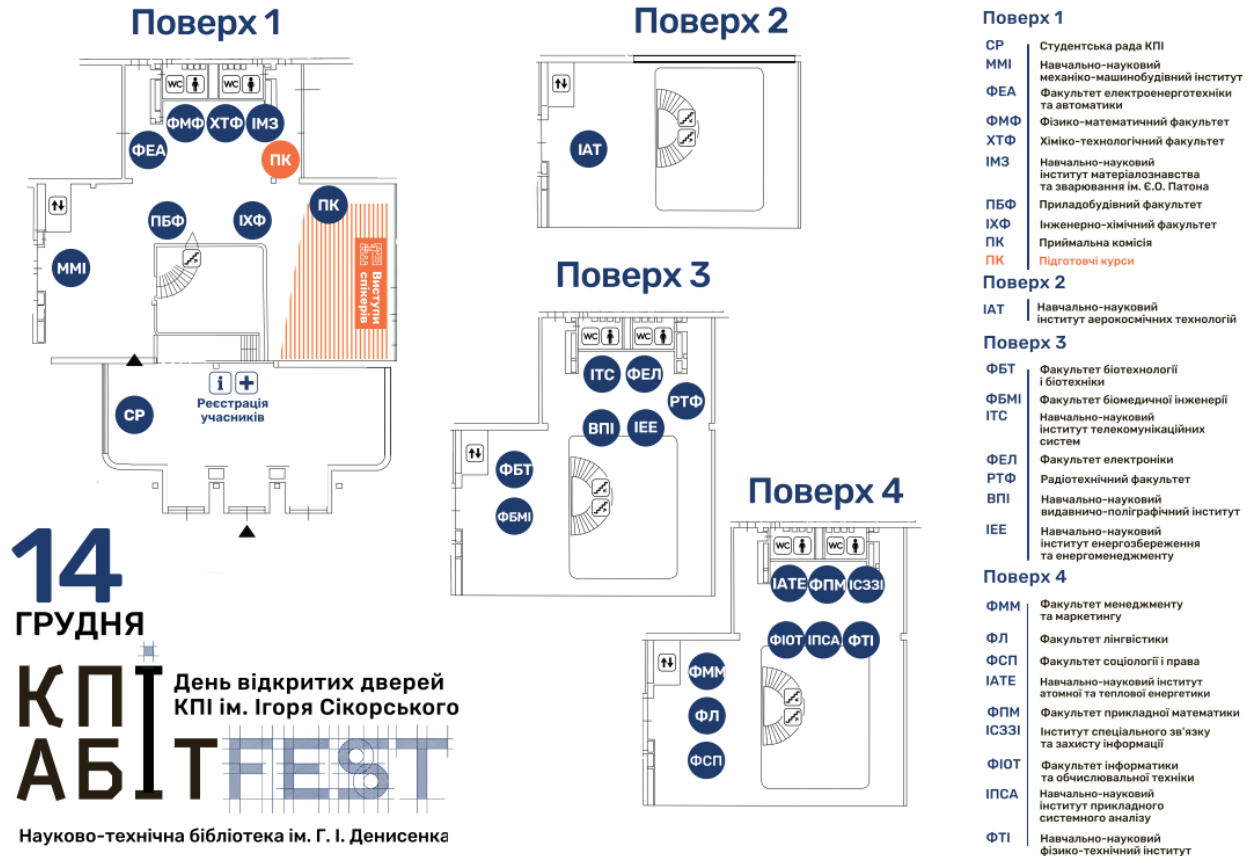 Поверх 1
WC
WC
ФМФ
ХТФ
ІМЗ
ФЕА
ПК
ПК
ПБФ
ІХФ
ММІ
Виступи
спікерів
i
Реєстрація
учасників
СР
Поверх 2
ІАТ
Поверх 3
WC
WC
ІТС
ФЕЛ
РТФ
ВПІ
ІЕЕ
ФБТ
ФБМІ
Поверх 4
WC
WC
ІАТЕ
ФПМ
ІСЗЗІ
ФІОТ
ІПСА
ФТІ
ФММ
ФЛ
ФСП
14
ГРУДНЯ
КПІ
АБІТ FEST
День відкритих дверей
КПІ ім. Ігоря Сікорського
Науково-технічна бібліотека ім. Г. І. Денисенка
Поверх 1
СР Студентська рада КПІ
ММІ Навчально-науковий
механіко-машинобудівний інститут
ФЕА Факультет електроенерготехніки
та автоматики
ФМФ Фізико-математичний факультет
ХТФ Хіміко-технологічний факультет
ІМЗ Навчально-науковий
інститут матеріалознавства
та зварювання ім. Є.О. Патона
ПБФ Приладобудівний факультет
ІХФ Інженерно-хімічний факультет
ПК Приймальна комісія
ПК Підготовчі курси
Поверх 2
ІАТ Навчально-науковий
інститут аерокосмічних технологій
Поверх 3
ФБТ Факультет біотехнології
і біотехніки
ФБМІ Факультет біомедичної інженерії
ІТС Навчально-науковий
інститут телекомунікаційних
систем
ФЕЛ Факультет електроніки
РТФ Радіотехнічний факультет
ВПІ Навчально-науковий
видавничо-поліграфічний інститут
ІЕЕ Навчально-науковий
інститут енергозбереження
та енергоменеджменту
Поверх 4
ФММ Факультет менеджменту
та маркетингу
ФЛ Факультет лінгвістики
ФСП Факультет соціології і права
ІАТЕ Навчально-науковий інститут
атомної та теплової енергетики
ФПМ Факультет прикладної математики
ІСЗЗІ Інститут спеціального зв'язку
та захисту інформації
ФІОТ Факультет інформатики
та обчислювальної техніки
ІПСА Навчально-науковий
інститут прикладного
системного аналізу
ФТІ Навчально-науковий
фізико-технічний інститут